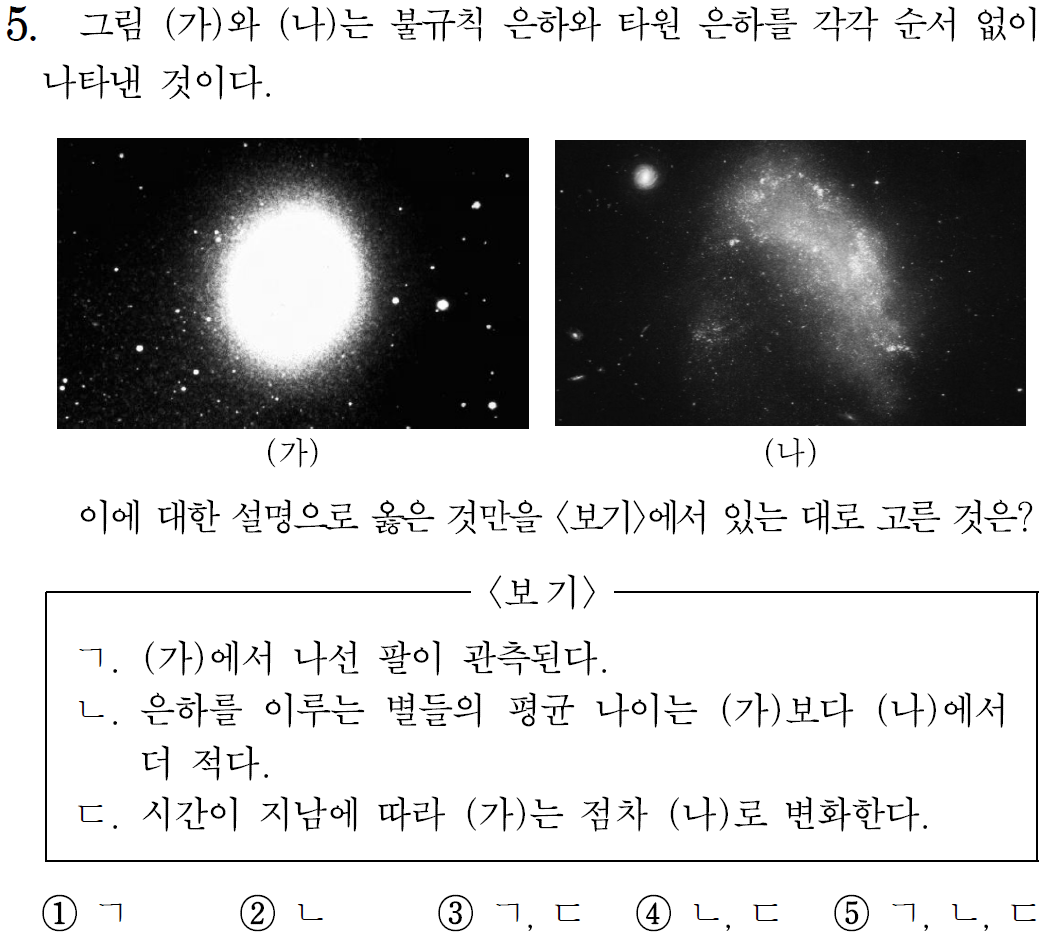 5. 그림 (가)와 (나)는 불규칙 은하와 타원 은하를 각각 순서 없이
나타낸 것이다.
(가)
(나)
이에 대한 설명으로 옳은 것만을 〈보기〉에서 있는 대로 고른 것은?
〈보 기〉
ㄱ. (가)에서 나선 팔이 관측된다.
ㄴ. 은하를 이루는 별들의 평균 나이는 (가)보다 (나)에서
더 적다.
ㄷ. 시간이 지남에 따라 (가)는 점차 (나)로 변화한다.
① ㄱ ② ㄴ ③ ㄱ, ㄷ ④ ㄴ, ㄷ ⑤ ㄱ, ㄴ, ㄷ